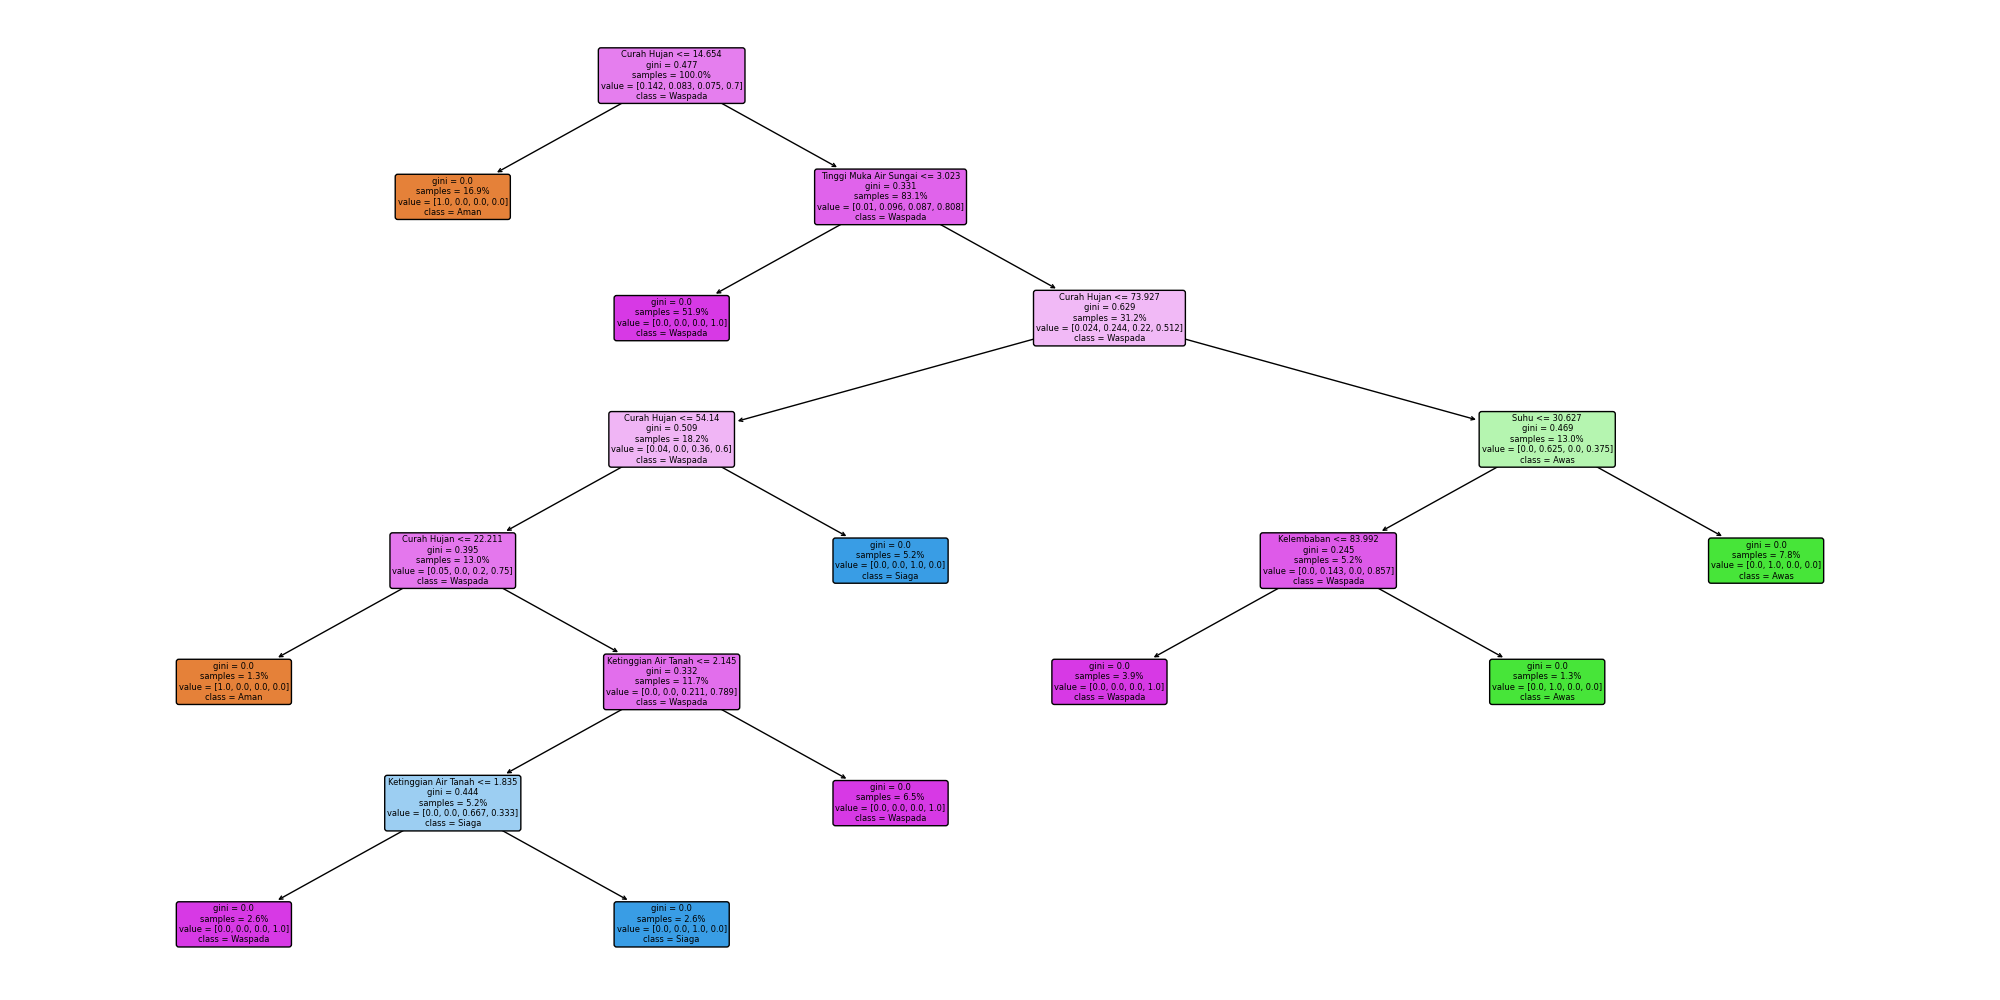 Curah Hujan <= 14.654
gini = 0.477
samples = 100.0%
value = [0.142, 0.083, 0.075, 0.7]
class = Waspada
gini = 0.0
samples = 16.9%
value = [1.0, 0.0, 0.0, 0.0]
class = Aman
Tinggi Muka Air Sungai <= 3.023
gini = 0.331
samples = 83.1%
value = [0.01, 0.096, 0.087, 0.808]
class = Waspada
gini = 0.0
samples = 51.9%
value = [0.0, 0.0, 0.0, 1.0]
class = Waspada
Curah Hujan <= 73.927
gini = 0.629
samples = 31.2%
value = [0.024, 0.244, 0.22, 0.512]
class = Waspada
Curah Hujan <= 54.14
gini = 0.509
samples = 18.2%
value = [0.04, 0.0, 0.36, 0.6]
class = Waspada
Suhu <= 30.627
gini = 0.469
samples = 13.0%
value = [0.0, 0.625, 0.0, 0.375]
class = Awas
Curah Hujan <= 22.211
gini = 0.395
samples = 13.0%
value = [0.05, 0.0, 0.2, 0.75]
class = Waspada
gini = 0.0
samples = 5.2%
value = [0.0, 0.0, 1.0, 0.0]
class = Siaga
Kelembaban <= 83.992
gini = 0.245
samples = 5.2%
value = [0.0, 0.143, 0.0, 0.857]
class = Waspada
gini = 0.0
samples = 7.8%
value = [0.0, 1.0, 0.0, 0.0]
class = Awas
gini = 0.0
samples = 1.3%
value = [1.0, 0.0, 0.0, 0.0]
class = Aman
Ketinggian Air Tanah <= 2.145
gini = 0.332
samples = 11.7%
value = [0.0, 0.0, 0.211, 0.789]
class = Waspada
gini = 0.0
samples = 3.9%
value = [0.0, 0.0, 0.0, 1.0]
class = Waspada
gini = 0.0
samples = 1.3%
value = [0.0, 1.0, 0.0, 0.0]
class = Awas
Ketinggian Air Tanah <= 1.835
gini = 0.444
samples = 5.2%
value = [0.0, 0.0, 0.667, 0.333]
class = Siaga
gini = 0.0
samples = 6.5%
value = [0.0, 0.0, 0.0, 1.0]
class = Waspada
gini = 0.0
samples = 2.6%
value = [0.0, 0.0, 0.0, 1.0]
class = Waspada
gini = 0.0
samples = 2.6%
value = [0.0, 0.0, 1.0, 0.0]
class = Siaga